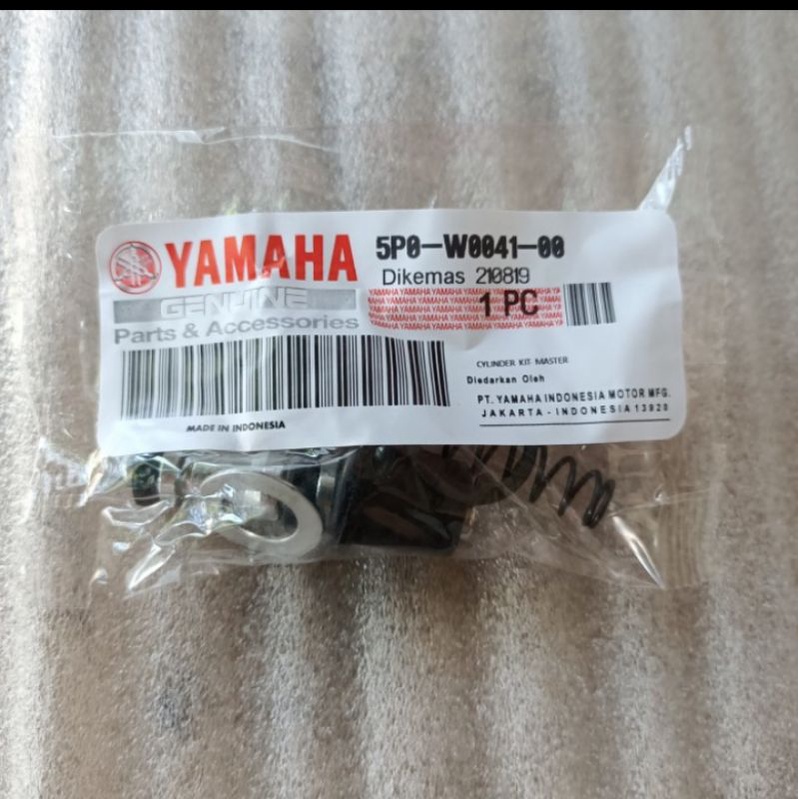 YAMAHA
GENUINE
Parts & Accessories
5P0-W0041-00
Dikemas 210819
1 PC
CYLINDER KIT MASTER
Diedarkan Oleh
PT. YAMAHA INDONESIA MOTOR MFG.
JAKARTA - INDONESIA 13920
MADE IN INDONESIA